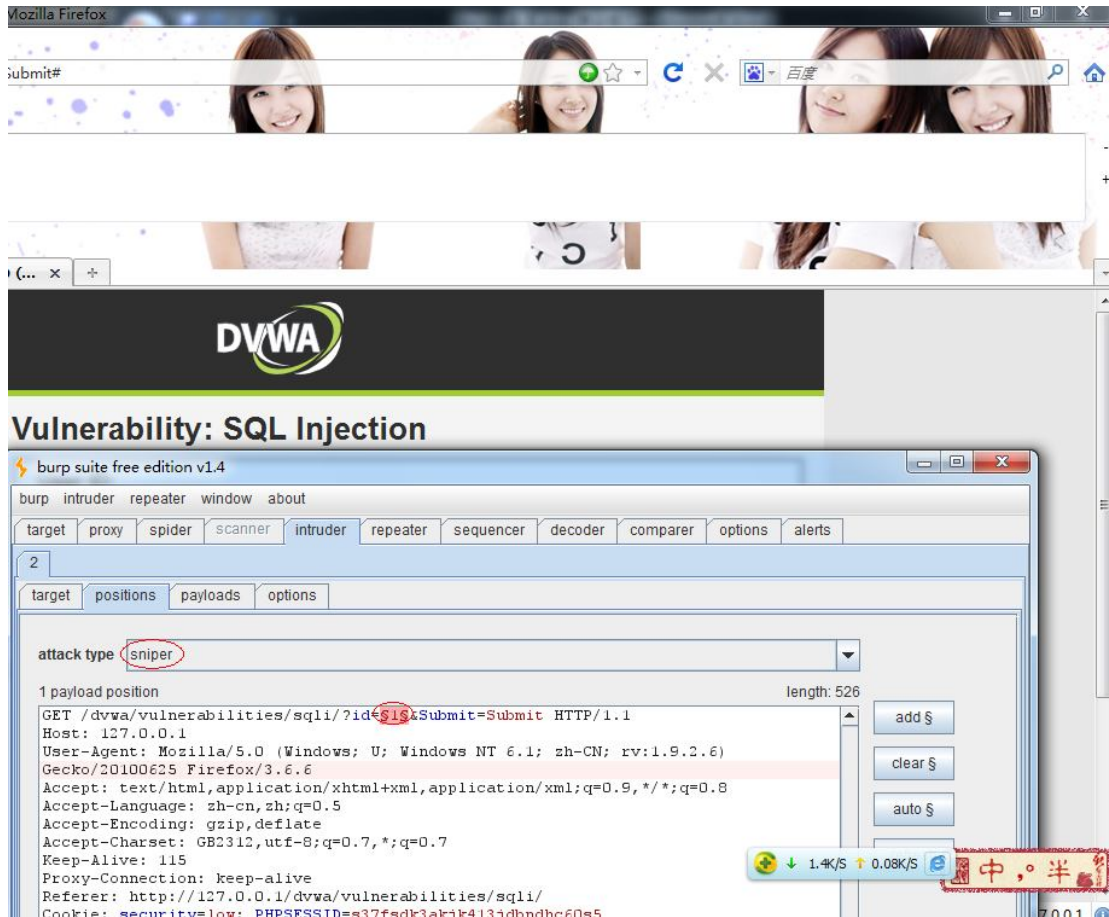 Mozilla Firefox
Submit#
百度
(... x
DVWA
Vulnerability: SQL Injection
burp suite free edition v1.4
burp intruder repeater window about
target proxy spider scanner intruder repeater sequencer decoder comparer options alerts
2
target positions payloads options
attack type sniper
1 payload position length: 526
GET /dvwa/vulnerabilities/sqli/?id=§1§&Submit=Submit HTTP/1.1
Host: 127.0.0.1
User-Agent: Mozilla/5.0 (Windows; U; Windows NT 6.1; zh-CN; rv:1.9.2.6)
Gecko/20100625 Firefox/3.6.6
Accept: text/html,application/xhtml+xml,application/xml;q=0.9,*/*;q=0.8
Accept-Language: zh-cn,zh;q=0.5
Accept-Encoding: gzip,deflate
Accept-Charset: GB2312,utf-8;q=0.7,*;q=0.7
Keep-Alive: 115
Proxy-Connection: keep-alive
Referer: http://127.0.0.1/dvwa/vulnerabilities/sqli/
Cookie: security=low;
add §
clear §
auto §
↓ 1.4K/S ↑ 0.08K/S
中 ,° 半
7001